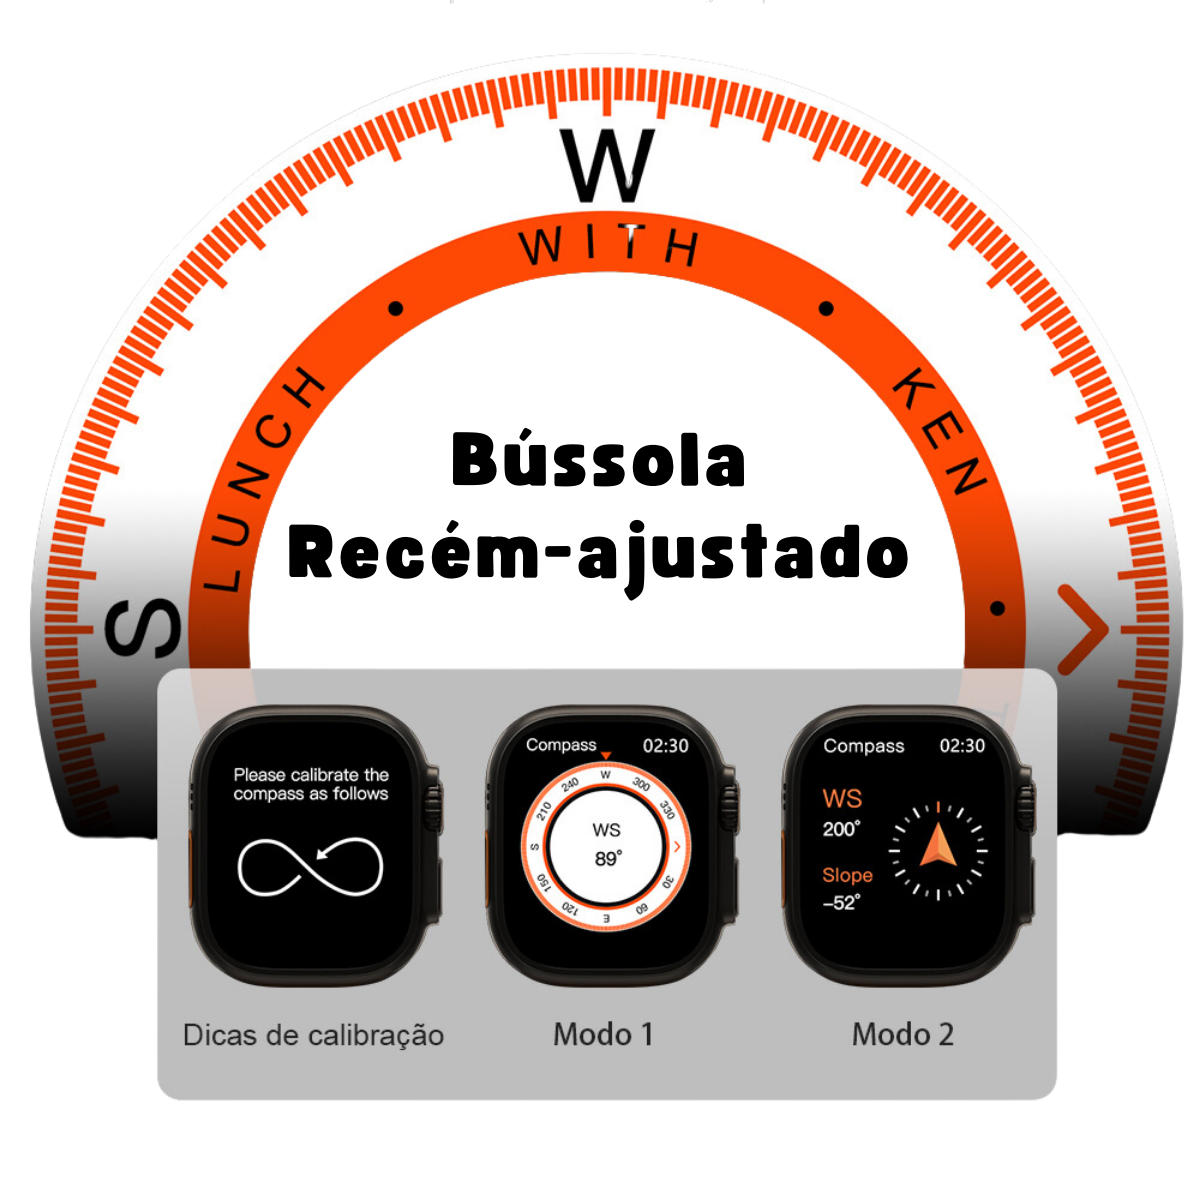 W
WITH
LUNCH
KEN
S
Bússola
Recém-ajustado
Please calibrate the
compass as follows
Compass 02:30
W
300
330
30
60
E
120
150
S
210
240
WS
89°
Compass 02:30
WS
200°
Slope
-52°
Dicas de calibração
Modo 1
Modo 2